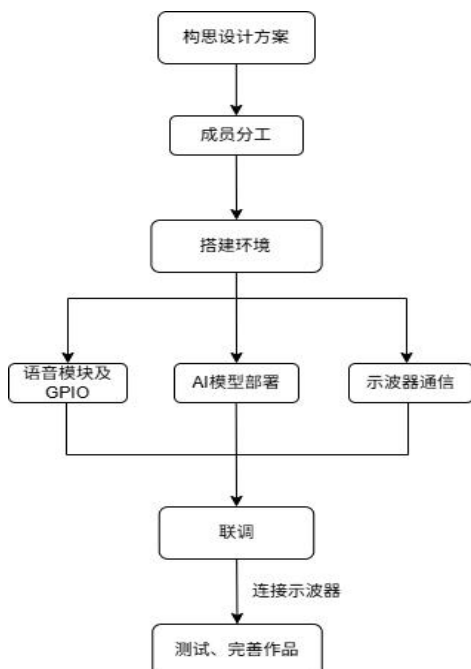 构思设计方案
成员分工
搭建环境
语音模块及
GPIO
AI模型部署
示波器通信
联调
连接示波器
测试、完善作品